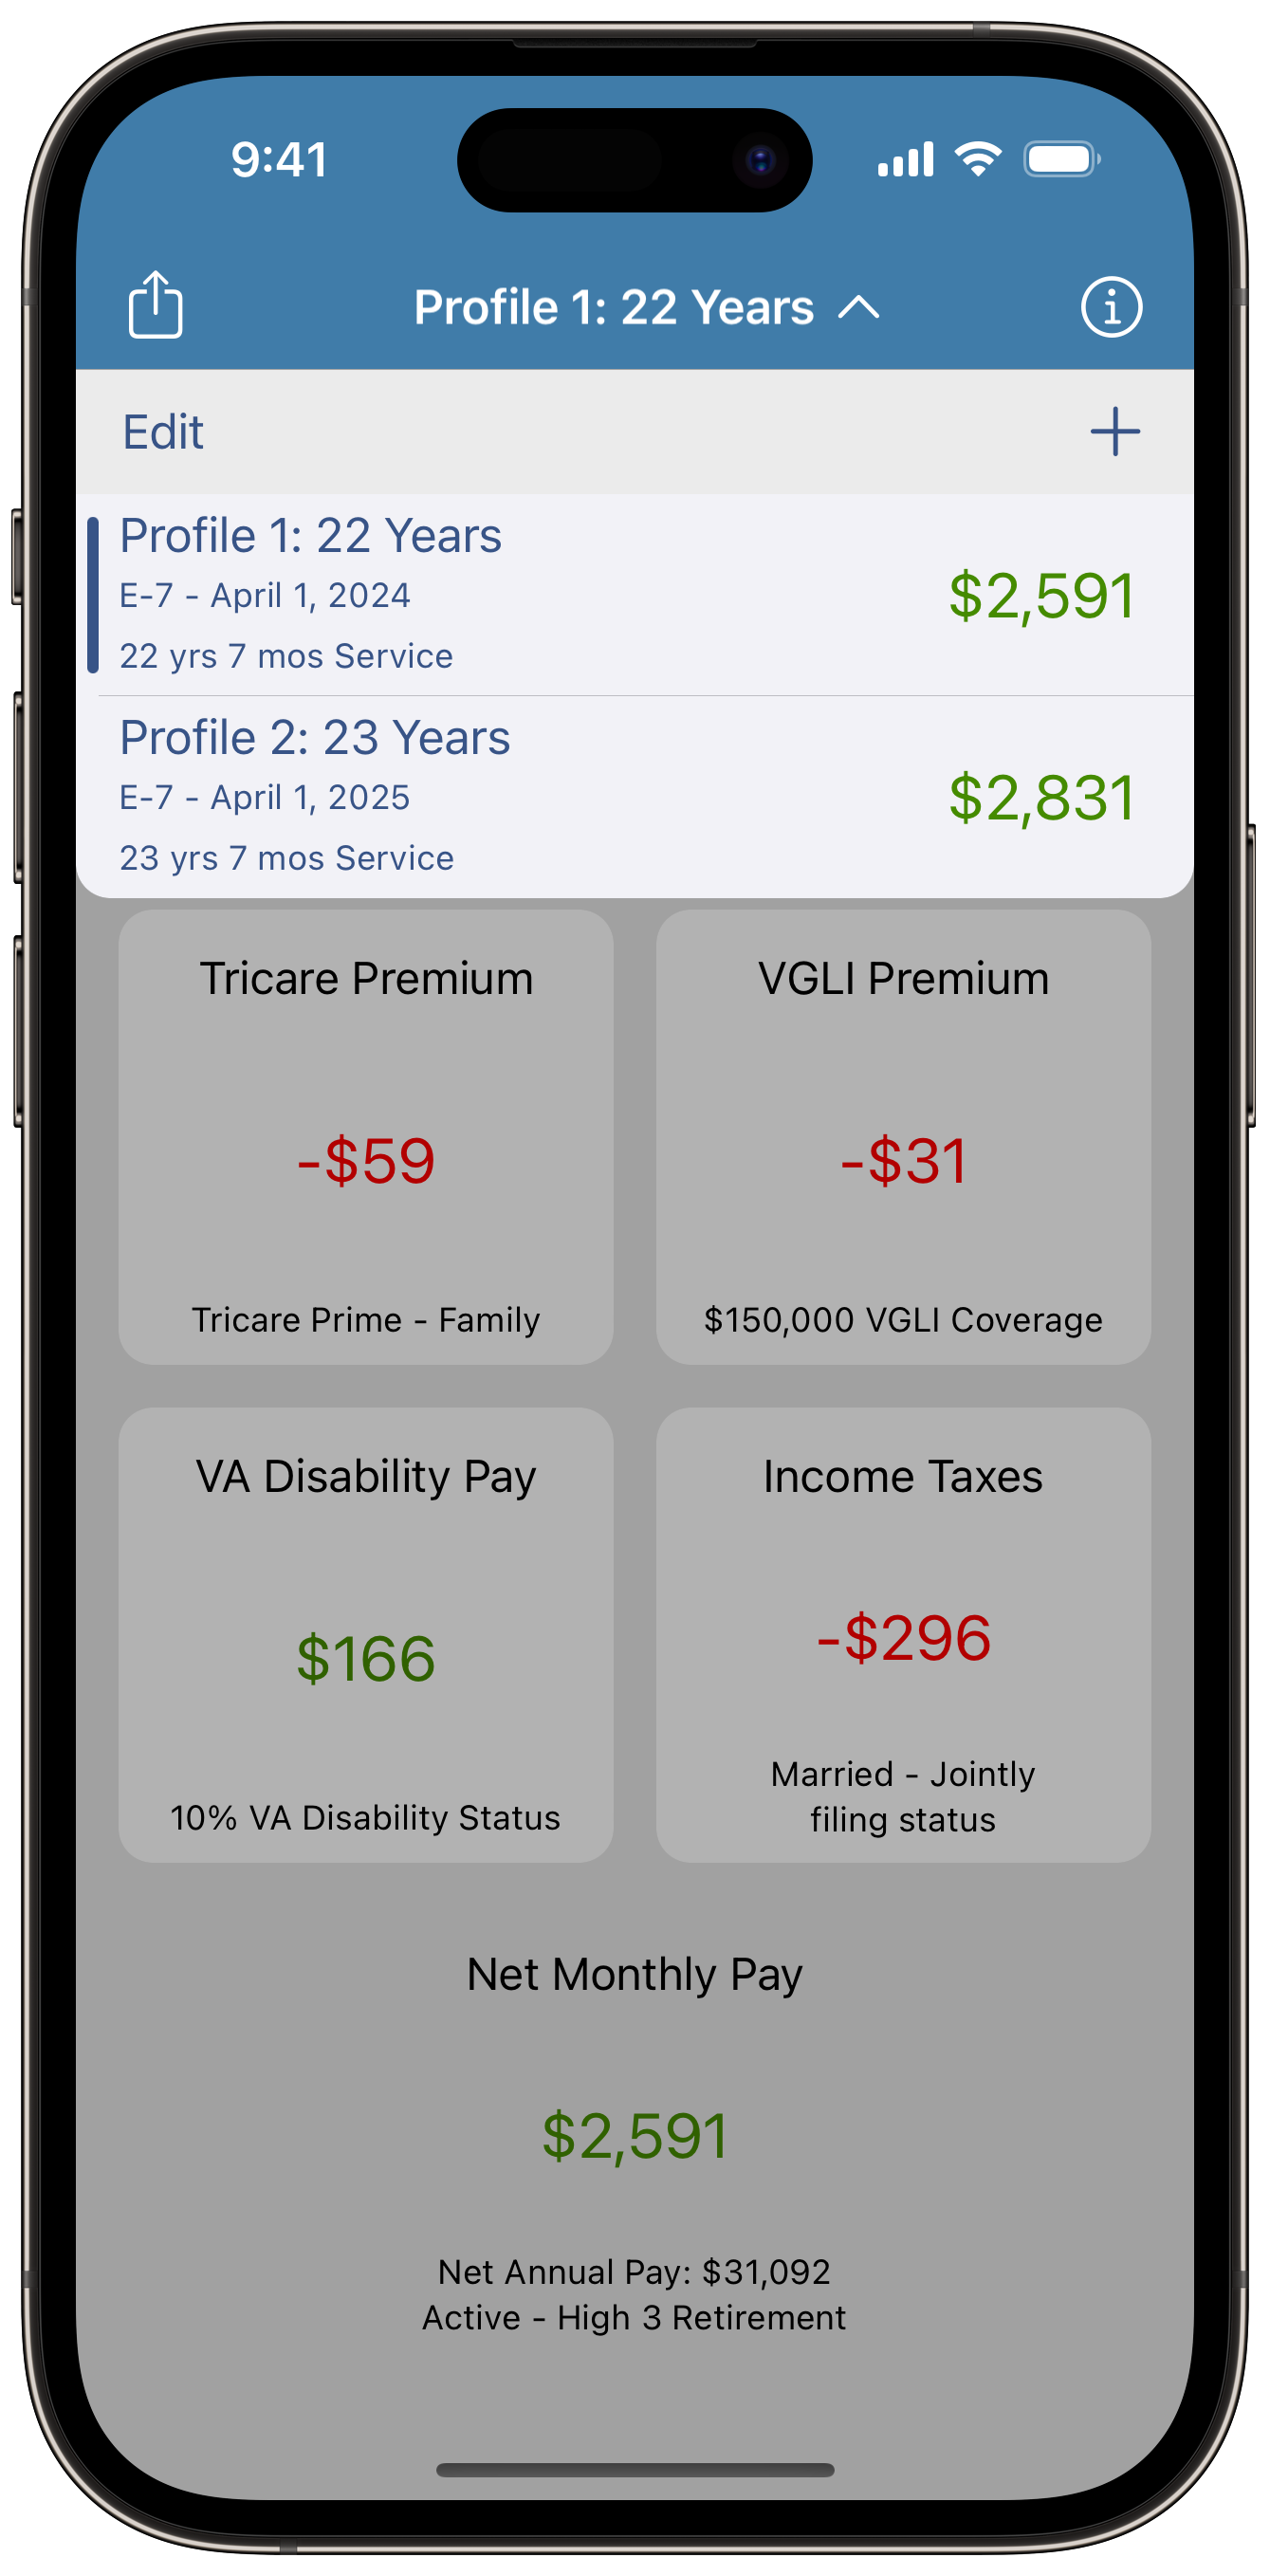 9:41
Profile 1: 22 Years
Edit
Profile 1: 22 Years
E-7 - April 1, 2024
22 yrs 7 mos Service
$2,591
Profile 2: 23 Years
E-7 - April 1, 2025
23 yrs 7 mos Service
$2,831
Tricare Premium
-$59
Tricare Prime - Family
VGLI Premium
-$31
$150,000 VGLI Coverage
VA Disability Pay
$166
10% VA Disability Status
Income Taxes
-$296
Married - Jointly
filing status
Net Monthly Pay
$2,591
Net Annual Pay: $31,092
Active - High 3 Retirement